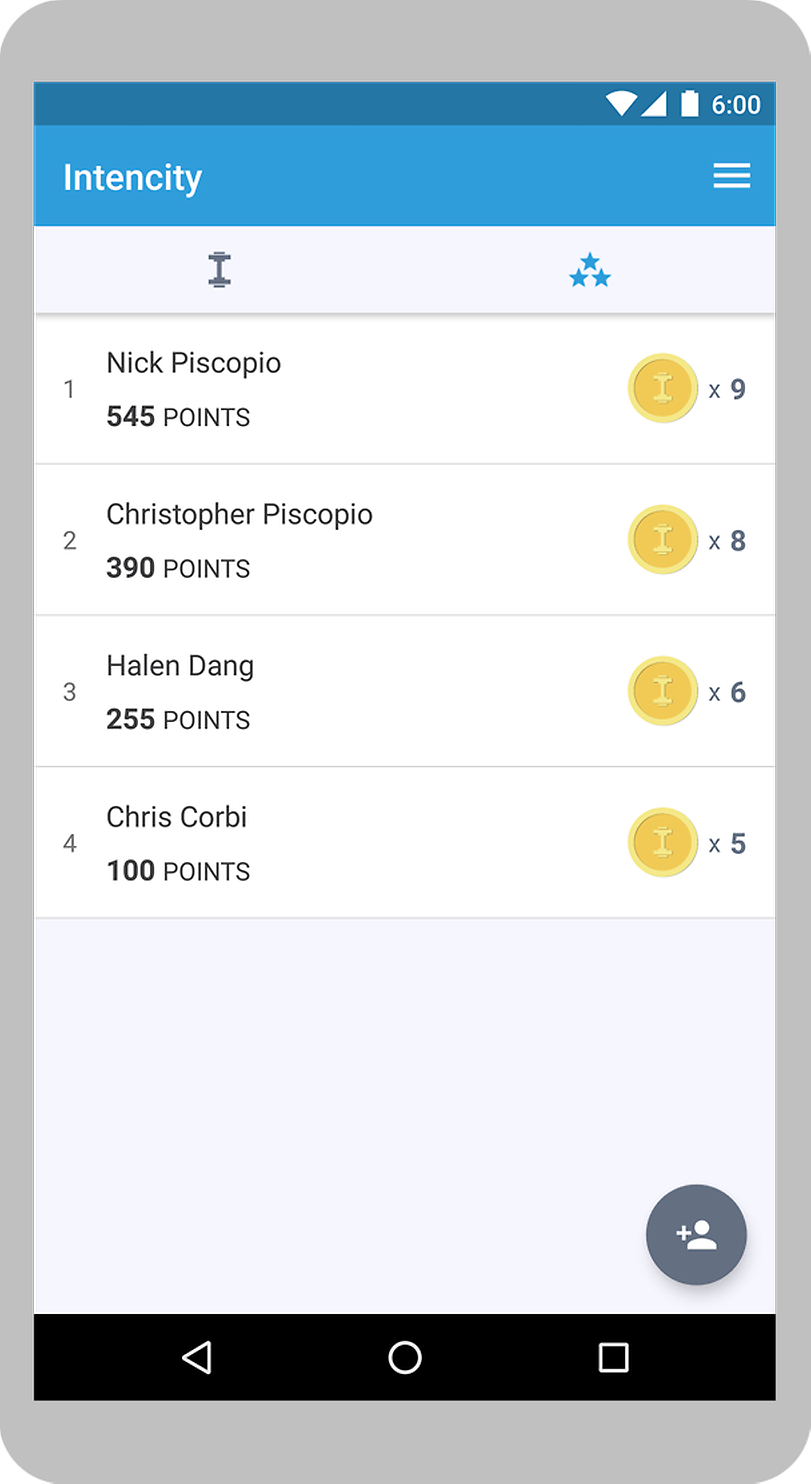 6:00
Intencity
1
Nick Piscopio
545 POINTS
x 9
2
Christopher Piscopio
390 POINTS
x 8
3
Halen Dang
255 POINTS
x 6
4
Chris Corbi
100 POINTS
x 5